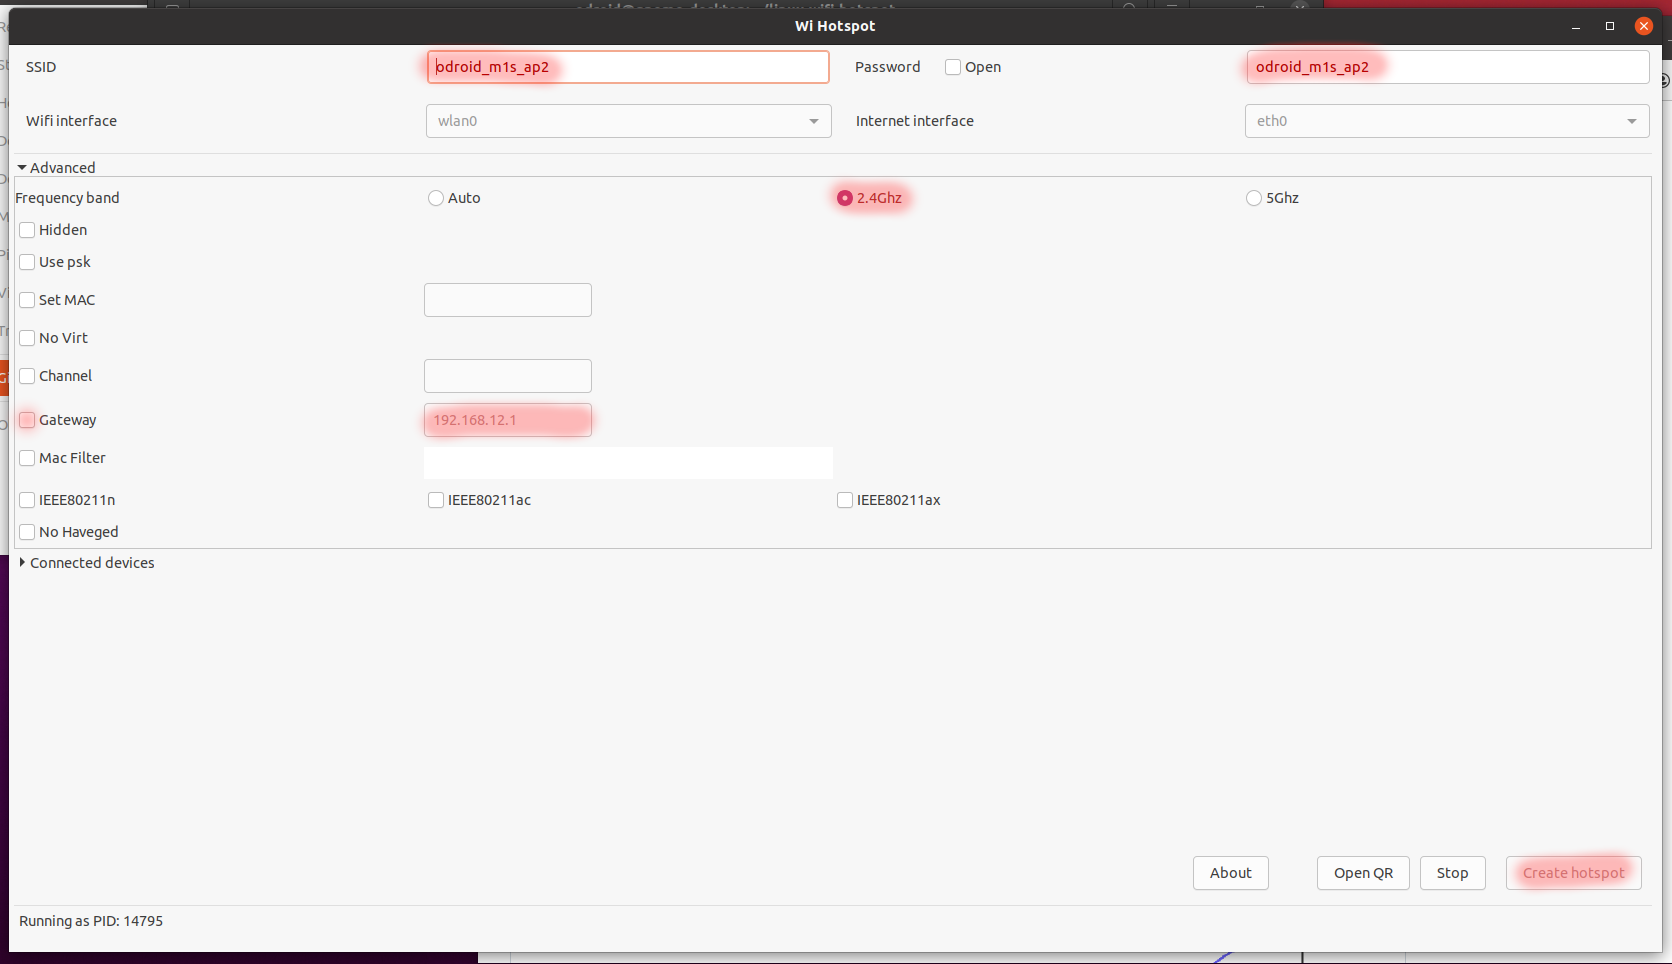 Wi Hotspot
SSID odroid_m1s_ap2 Password Open odroid_m1s_ap2
Wifi interface wlan0 Internet interface eth0
Advanced
Frequency band Auto 2.4Ghz 5Ghz
Hidden
Use psk
Set MAC
No Virt
Channel
Gateway 192.168.12.1
Mac Filter
IEEE80211n IEEE80211ac IEEE80211ax
No Haveged
Connected devices
About Open QR Stop Create hotspot
Running as PID: 14795